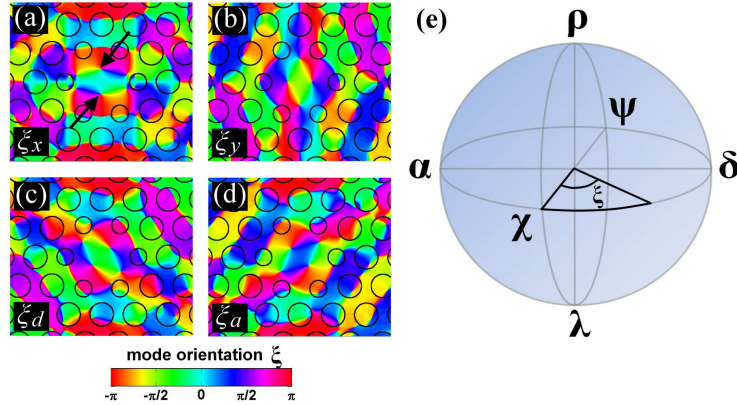 (a)
(b)
(e)
ξx
ξy
(c)
(d)
ξd
ξa
mode orientation ξ
-π -π/2 0 π/2 π
ρ
ψ
α
δ
ξ
χ
λ